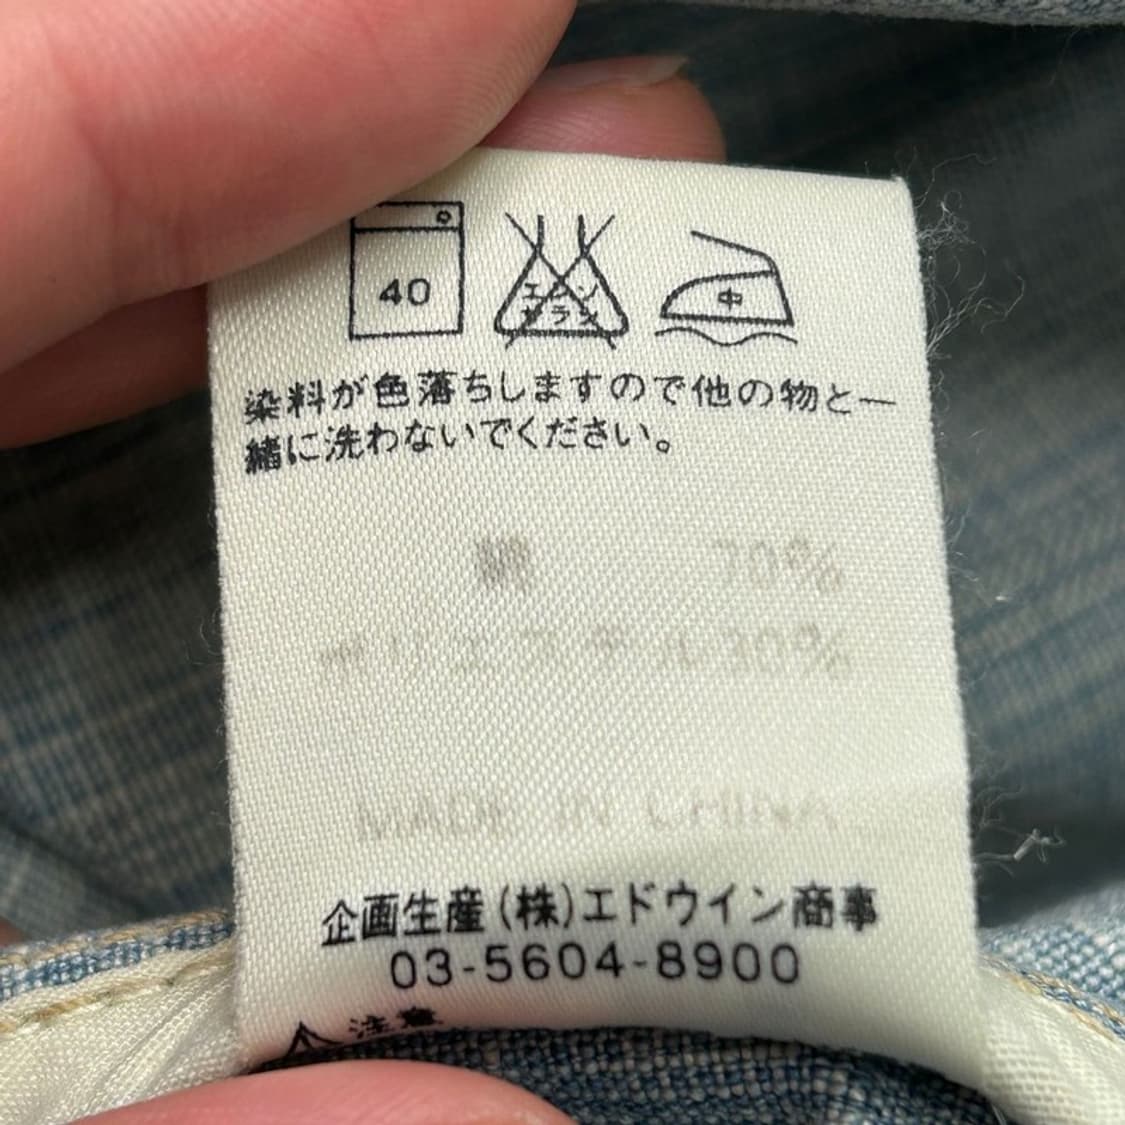 40
エンソ
サラシ
中
染料が色落ちしますので他の物と一
緒に洗わないでください。
綿 70%
ポリエステル 30%
MADE IN CHINA
企画生産(株)エドウイン商事
03-5604-8900
注意